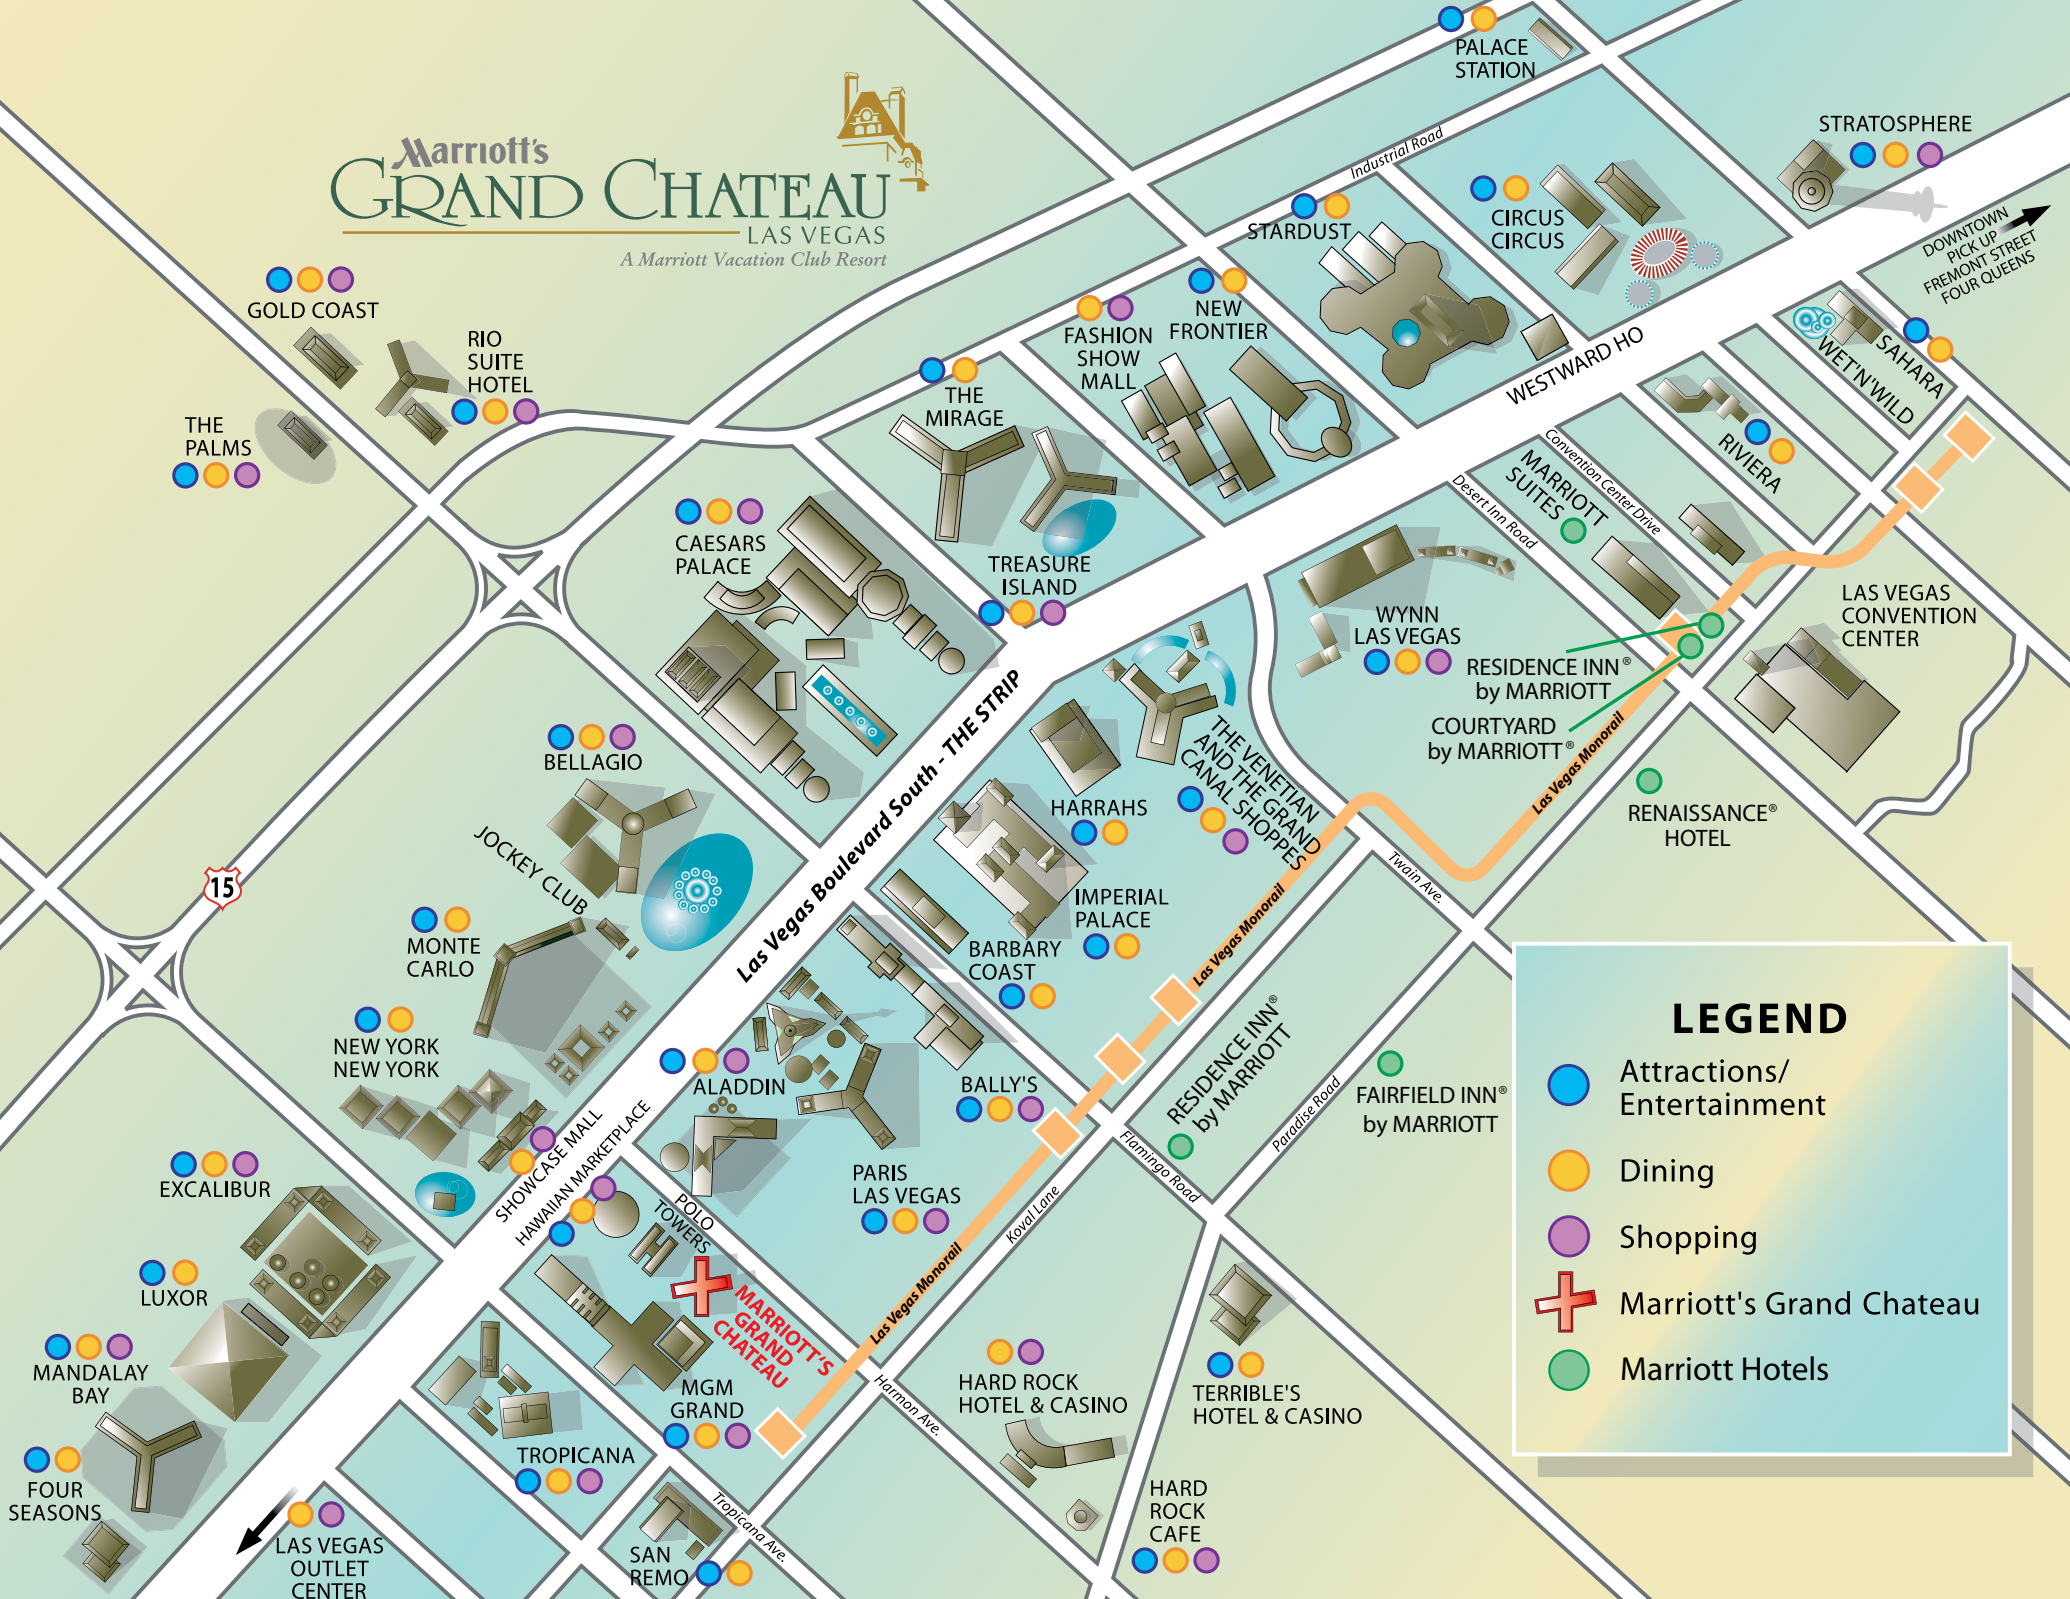 Marriott's
GRAND CHATEAU
LAS VEGAS
A Marriott Vacation Club Resort
PALACE
STATION
Industrial Road
STRATOSPHERE
DOWNTOWN
PICK UP
FREMONT STREET
FOUR QUEENS
CIRCUS
CIRCUS
STARDUST
NEW
FRONTIER
FASHION
SHOW
MALL
THE
MIRAGE
GOLD COAST
RIO
SUITE
HOTEL
THE
PALMS
WESTWARD HO
WET'N'WILD
SAHARA
RIVIERA
Convention Center Drive
MARRIOTT
SUITES
Desert Inn Road
CAESARS
PALACE
TREASURE
ISLAND
WYNN
LAS VEGAS
LAS VEGAS
CONVENTION
CENTER
RESIDENCE INN®
by MARRIOTT
COURTYARD
by MARRIOTT®
Las Vegas Monorail
RENAISSANCE®
HOTEL
Las Vegas Boulevard South - THE STRIP
THE VENETIAN
AND THE GRAND
CANAL SHOPPES
HARRAHS
BELLAGIO
JOCKEY CLUB
15
Twain Ave.
IMPERIAL
PALACE
Las Vegas Monorail
BARBARY
COAST
MONTE
CARLO
NEW YORK
NEW YORK
ALADDIN
BALLY'S
RESIDENCE INN®
by MARRIOTT
FAIRFIELD INN®
by MARRIOTT
Paradise Road
Flamingo Road
Koval Lane
SHOWCASE MALL
HAWAIIAN MARKETPLACE
PARIS
LAS VEGAS
POLO
TOWERS
EXCALIBUR
LUXOR
MARRIOTT'S
GRAND
CHATEAU
Las Vegas Monorail
MANDALAY
BAY
MGM
GRAND
Harmon Ave.
HARD ROCK
HOTEL & CASINO
TERRIBLE'S
HOTEL & CASINO
TROPICANA
FOUR
SEASONS
LAS VEGAS
OUTLET
CENTER
SAN
REMO
Tropicana Ave.
HARD
ROCK
CAFE
LEGEND
Attractions/
Entertainment
Dining
Shopping
Marriott's Grand Chateau
Marriott Hotels